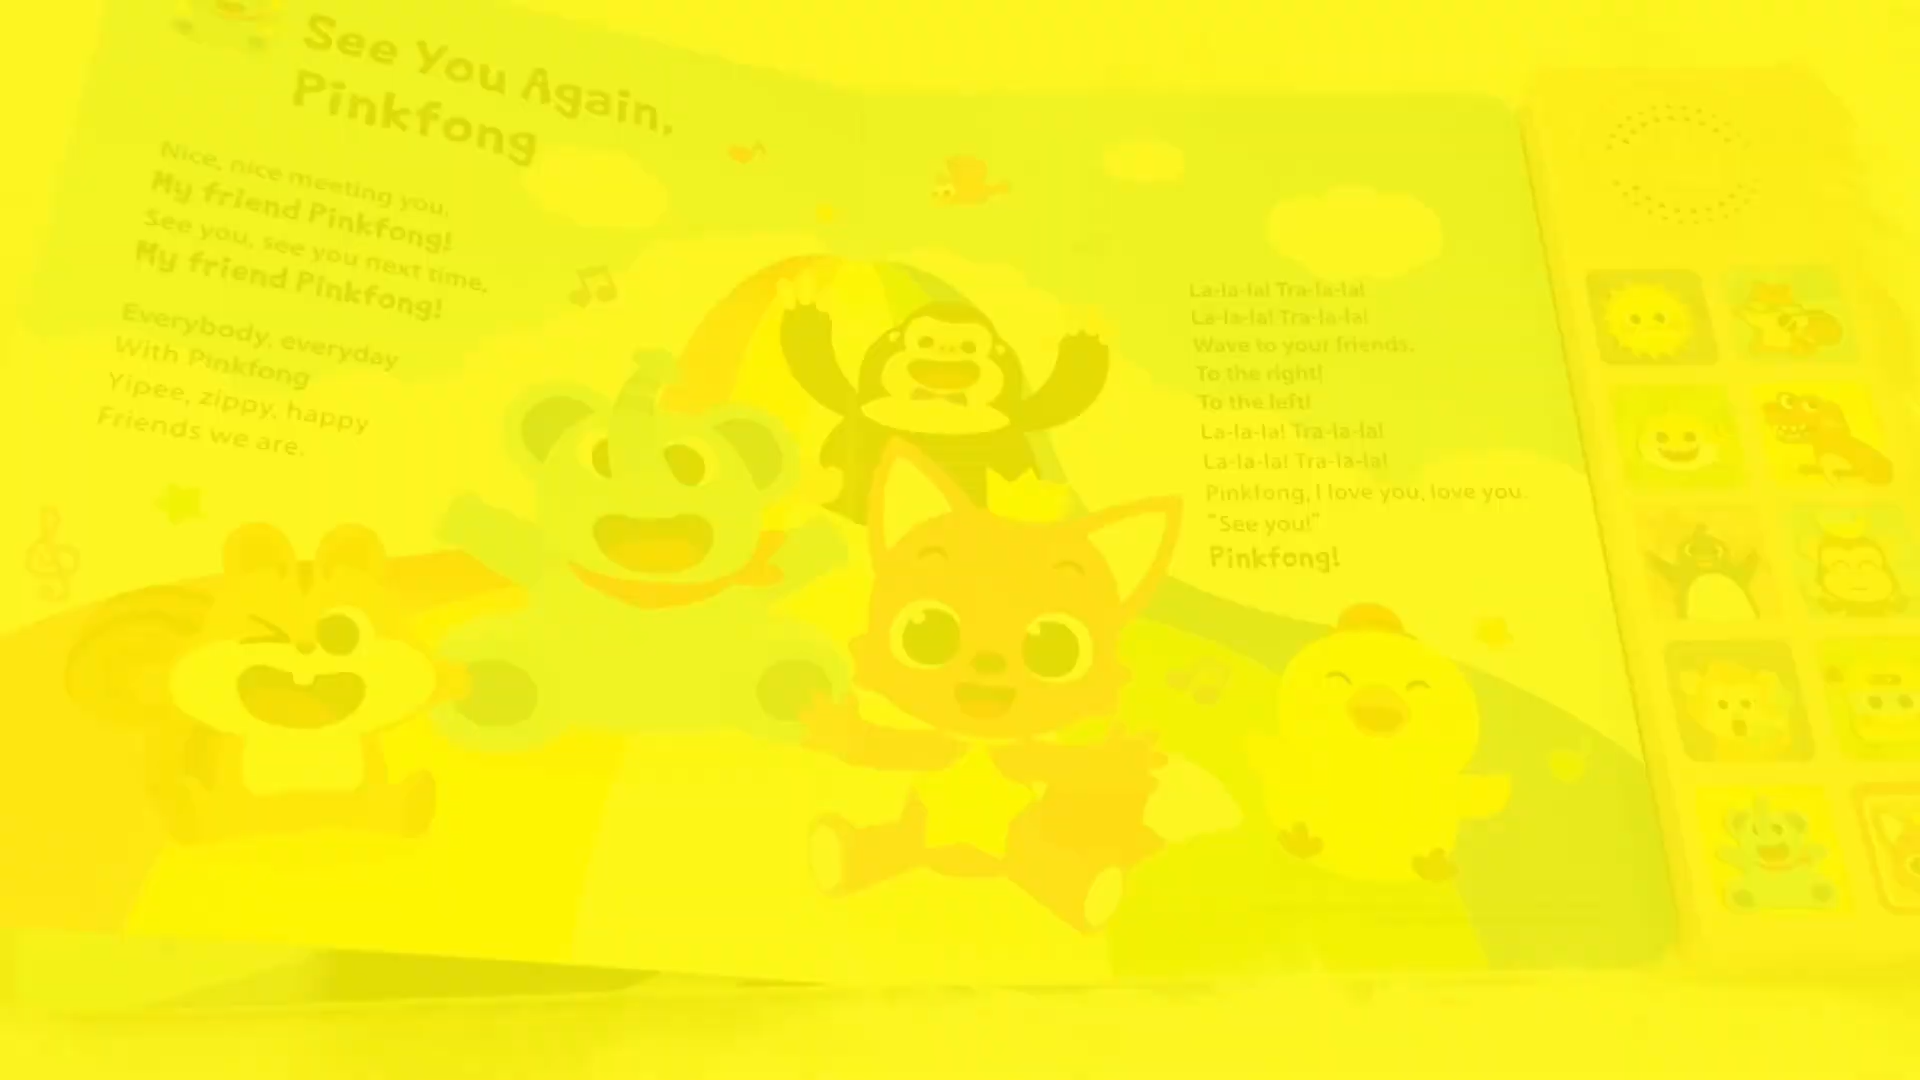 See You Again,
Pinkfong
Nice, nice meeting you,
My friend Pinkfong!
See you, see you next time,
My friend Pinkfong!
Everybody, everyday
With Pinkfong
Yipee, zippy, happy
Friends we are.
La-la-la! Tra-la-la!
La-la-la! Tra-la-la!
Wave to your friends.
To the right!
To the left!
La-la-la! Tra-la-la!
La-la-la! Tra-la-la!
Pinkfong, I love you, love you.
"See you!"
Pinkfong!